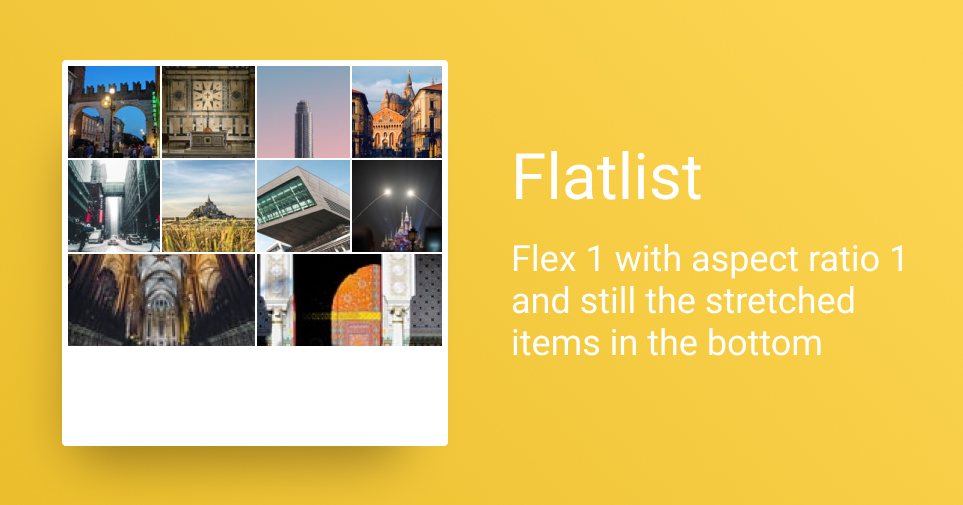 Flatlist
Flex 1 with aspect ratio 1
and still the stretched
items in the bottom